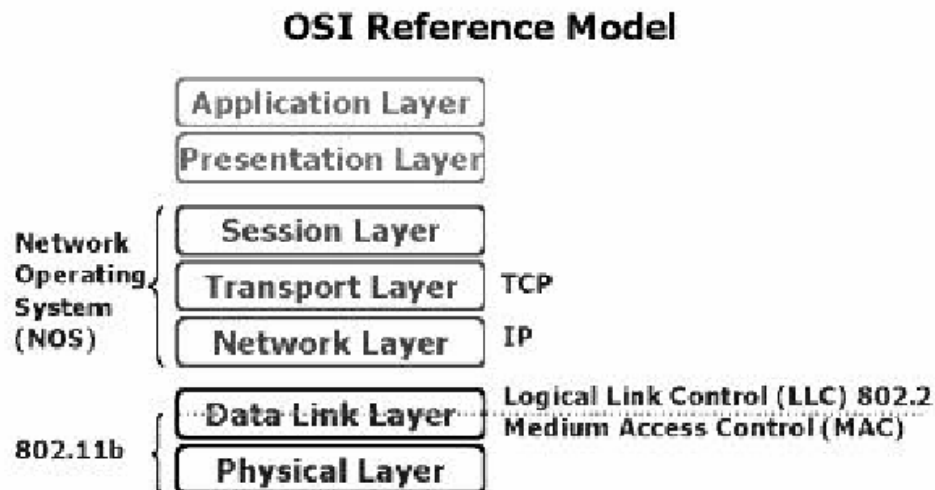 OSI Reference Model
Application Layer
Presentation Layer
Session Layer
Network
Operating
System
(NOS)
Transport Layer
TCP
Network Layer
IP
Data Link Layer
Logical Link Control (LLC) 802.2
Medium Access Control (MAC)
802.11b
Physical Layer